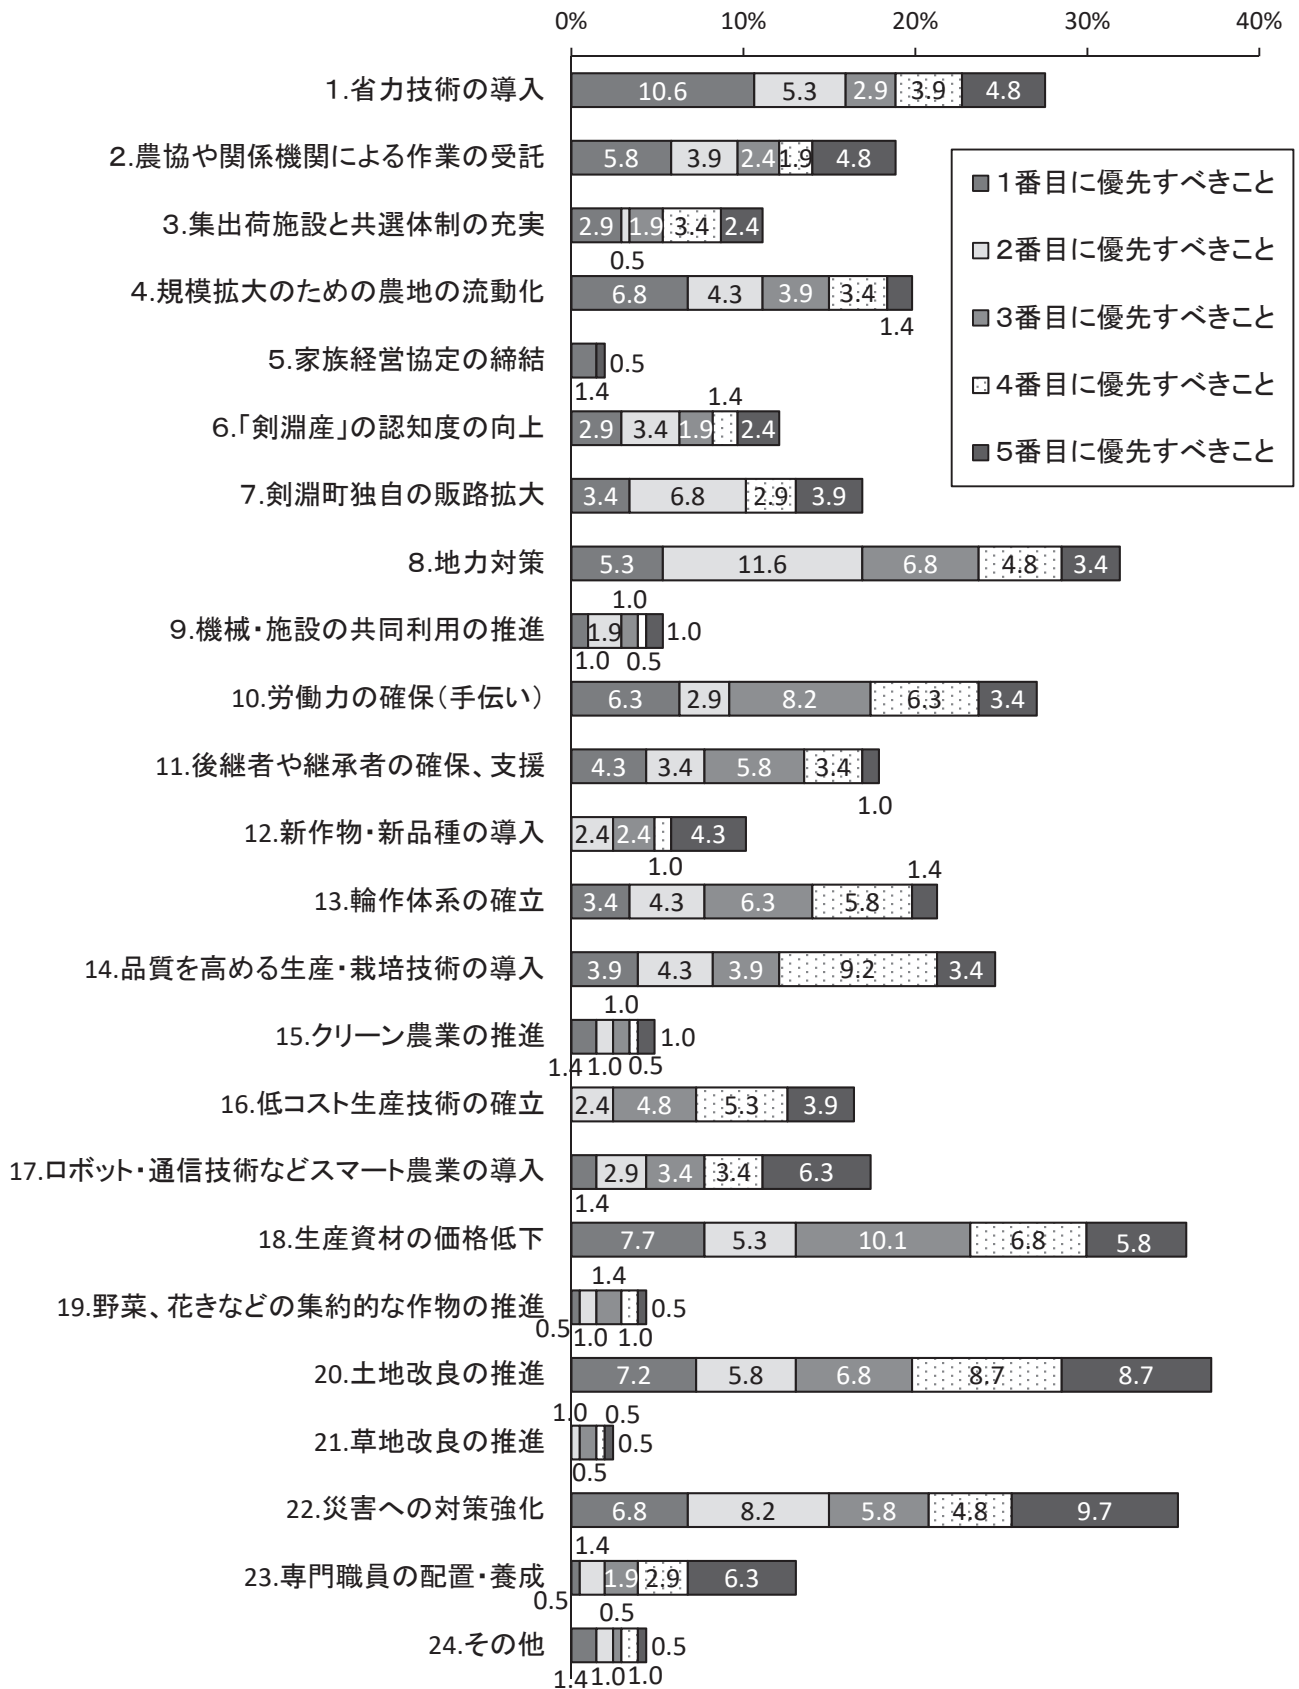 0% 10% 20% 30% 40%
1.省力技術の導入 10.6 5.3 2.9 3.9 4.8
2.農協や関係機関による作業の受託 5.8 3.9 2.4 1.9 4.8
3.集出荷施設と共選体制の充実 2.9 1.9 3.4 2.4
0.5
4.規模拡大のための農地の流動化 6.8 4.3 3.9 3.4
1.4
5.家族経営協定の締結 0.5
1.4 1.4
6.「剣淵産」の認知度の向上 2.9 3.4 1.9 2.4
7.剣淵町独自の販路拡大 3.4 6.8 2.9 3.9
8.地力対策 5.3 11.6 6.8 4.8 3.4
1.0
9.機械・施設の共同利用の推進 1.9 1.0
1.0 0.5
10.労働力の確保(手伝い) 6.3 2.9 8.2 6.3 3.4
11.後継者や継承者の確保、支援 4.3 3.4 5.8 3.4
1.0
12.新作物・新品種の導入 2.4 2.4 4.3
1.0 1.4
13.輪作体系の確立 3.4 4.3 6.3 5.8
14.品質を高める生産・栽培技術の導入 3.9 4.3 3.9 9.2 3.4
1.0
15.クリーン農業の推進 1.0
1.4 1.0 0.5
16.低コスト生産技術の確立 2.4 4.8 5.3 3.9
17.ロボット・通信技術などスマート農業の導入 2.9 3.4 3.4 6.3
1.4
18.生産資材の価格低下 7.7 5.3 10.1 6.8 5.8
1.4
19.野菜、花きなどの集約的な作物の推進 0.5
0.5 1.0 1.0
20.土地改良の推進 7.2 5.8 6.8 8.7 8.7
1.0 0.5
21.草地改良の推進 0.5
0.5
22.災害への対策強化 6.8 8.2 5.8 4.8 9.7
1.4
23.専門職員の配置・養成 1.9 2.9 6.3
0.5 0.5
24.その他 0.5
1.4 1.0 1.0
1番目に優先すべきこと
2番目に優先すべきこと
3番目に優先すべきこと
4番目に優先すべきこと
5番目に優先すべきこと